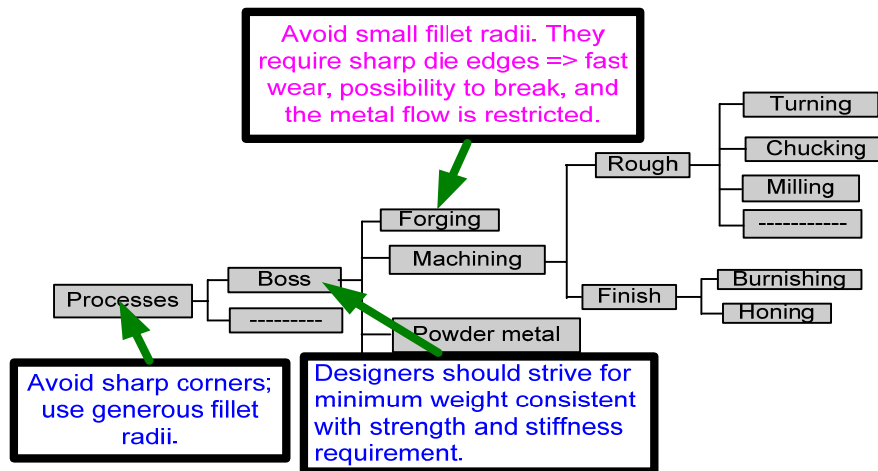 Avoid small fillet radii. They
require sharp die edges => fast
wear, possibility to break, and
the metal flow is restricted.
Turning
Chucking
Rough
Milling
-----------
Forging
Machining
Boss
Processes
---------
Burnishing
Finish
Honing
Powder metal
Avoid sharp corners;
use generous fillet
radii.
Designers should strive for
minimum weight consistent
with strength and stiffness
requirement.